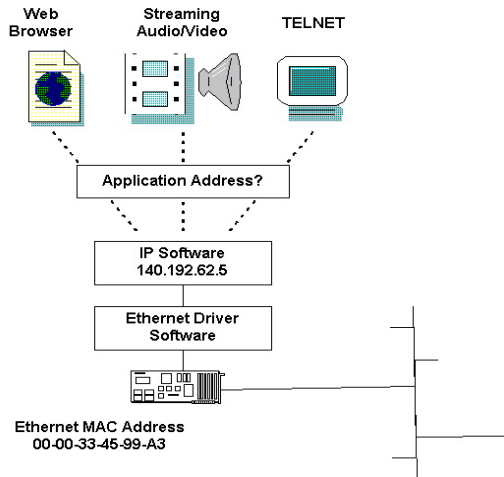 Web
Browser
Streaming
Audio/Video
TELNET
Application Address?
IP Software
140.192.62.5
Ethernet Driver
Software
Ethernet MAC Address
00-00-33-45-99-A3